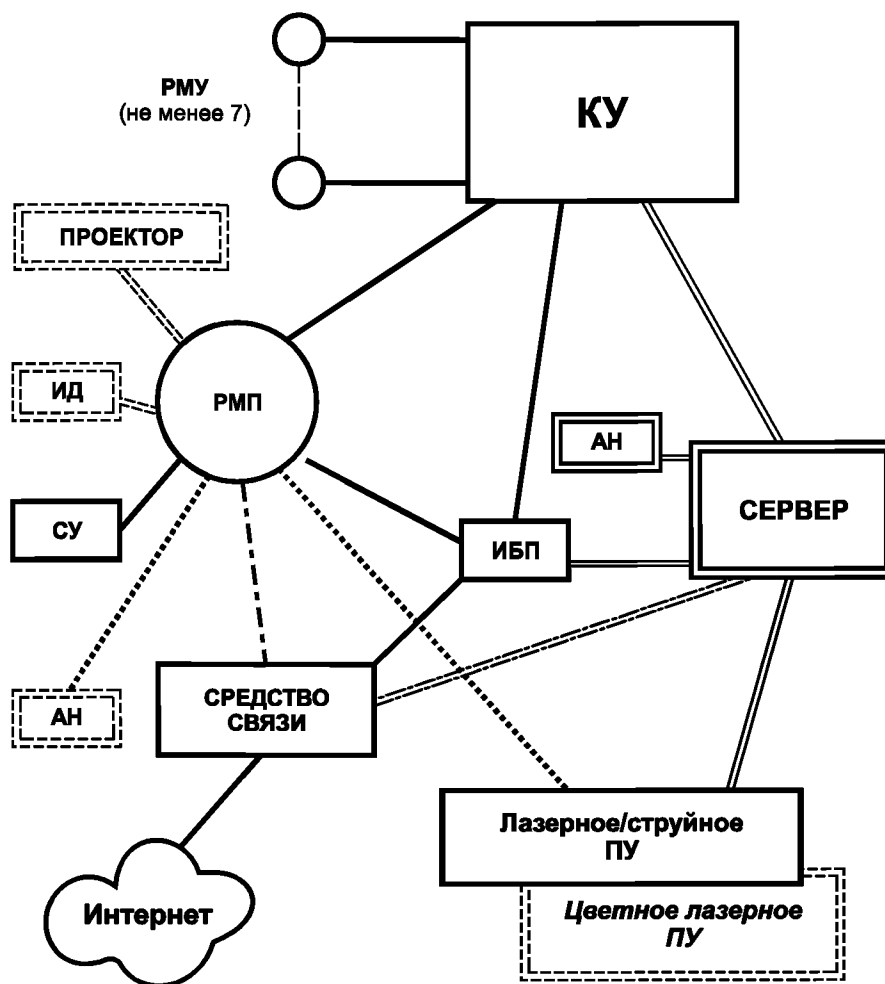 РМУ
(не менее 7)
КУ
ПРОЕКТОР
ИД
РМП
АН
СУ
ИБП
СЕРВЕР
АН
СРЕДСТВО
СВЯЗИ
Лазерное/струйное
ПУ
Интернет
Цветное лазерное
ПУ